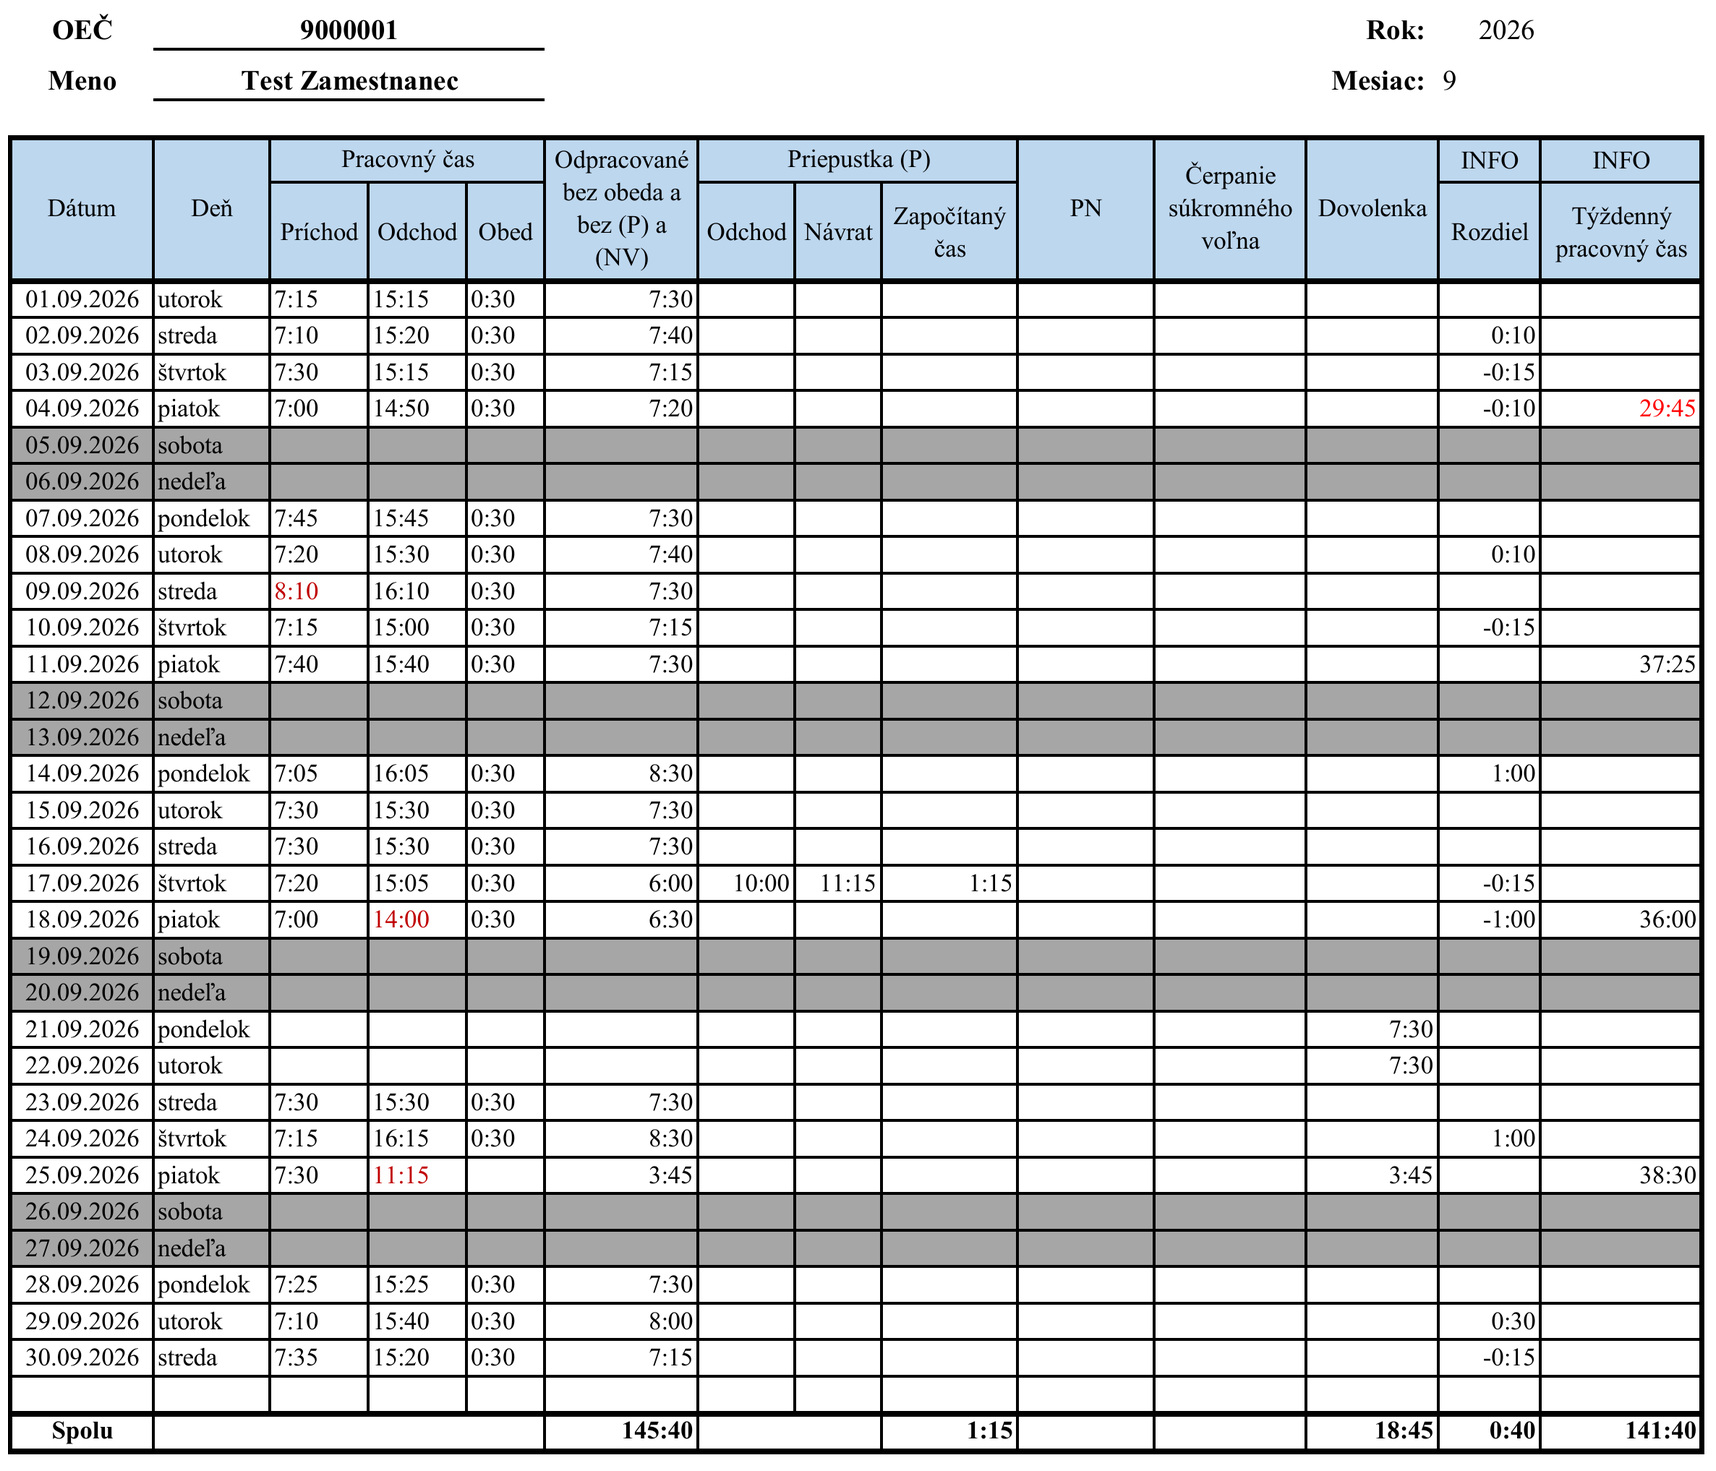 OEČ 9000001 Rok: 2026
Meno Test Zamestnanec Mesiac: 9
Dátum Deň Pracovný čas Odpracované bez obeda a bez (P) a (NV) Priepustka (P) PN Čerpanie súkromného voľna Dovolenka INFO INFO
Príchod Odchod Obed Odchod Návrat Započítaný čas Rozdiel Týždenný pracovný čas
01.09.2026 utorok 7:15 15:15 0:30 7:30
02.09.2026 streda 7:10 15:20 0:30 7:40 0:10
03.09.2026 štvrtok 7:30 15:15 0:30 7:15 -0:15
04.09.2026 piatok 7:00 14:50 0:30 7:20 -0:10 29:45
05.09.2026 sobota
06.09.2026 nedeľa
07.09.2026 pondelok 7:45 15:45 0:30 7:30
08.09.2026 utorok 7:20 15:30 0:30 7:40 0:10
09.09.2026 streda 8:10 16:10 0:30 7:30
10.09.2026 štvrtok 7:15 15:00 0:30 7:15 -0:15
11.09.2026 piatok 7:40 15:40 0:30 7:30 37:25
12.09.2026 sobota
13.09.2026 nedeľa
14.09.2026 pondelok 7:05 16:05 0:30 8:30 1:00
15.09.2026 utorok 7:30 15:30 0:30 7:30
16.09.2026 streda 7:30 15:30 0:30 7:30
17.09.2026 štvrtok 7:20 15:05 0:30 6:00 10:00 11:15 1:15 -0:15
18.09.2026 piatok 7:00 14:00 0:30 6:30 -1:00 36:00
19.09.2026 sobota
20.09.2026 nedeľa
21.09.2026 pondelok 7:30
22.09.2026 utorok 7:30
23.09.2026 streda 7:30 15:30 0:30 7:30
24.09.2026 štvrtok 7:15 16:15 0:30 8:30 1:00
25.09.2026 piatok 7:30 11:15 3:45 3:45 38:30
26.09.2026 sobota
27.09.2026 nedeľa
28.09.2026 pondelok 7:25 15:25 0:30 7:30
29.09.2026 utorok 7:10 15:40 0:30 8:00 0:30
30.09.2026 streda 7:35 15:20 0:30 7:15 -0:15
Spolu 145:40 1:15 18:45 0:40 141:40